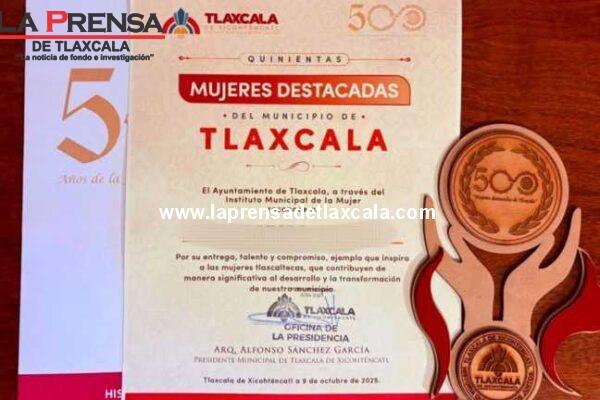 LA PRENSA
DE TLAXCALA
"La noticia de fondo e investigación"
TLAXCALA
DE XICOHTÉNCATL
500
QUINIENTAS
MUJERES DESTACADAS
DEL MUNICIPIO DE
TLAXCALA
El Ayuntamiento de Tlaxcala, a través del
Instituto Municipal de la Mujer
www.laprensadetlaxcala.com
Por su entrega, talento y compromiso, ejemplo que inspira
a las mujeres tlaxcaltecas, que contribuyen de
manera significativa al desarrollo y la transformación
de nuestro municipio.
TLAXCALA
OFICINA DE
LA PRESIDENCIA
ARQ. ALFONSO SÁNCHEZ GARCÍA
PRESIDENTE MUNICIPAL DE TLAXCALA DE XICOHTÉNCATL
Tlaxcala de Xicohténcatl a 9 de octubre de 2025.
Años de la
HIS
500
TLAXCALA